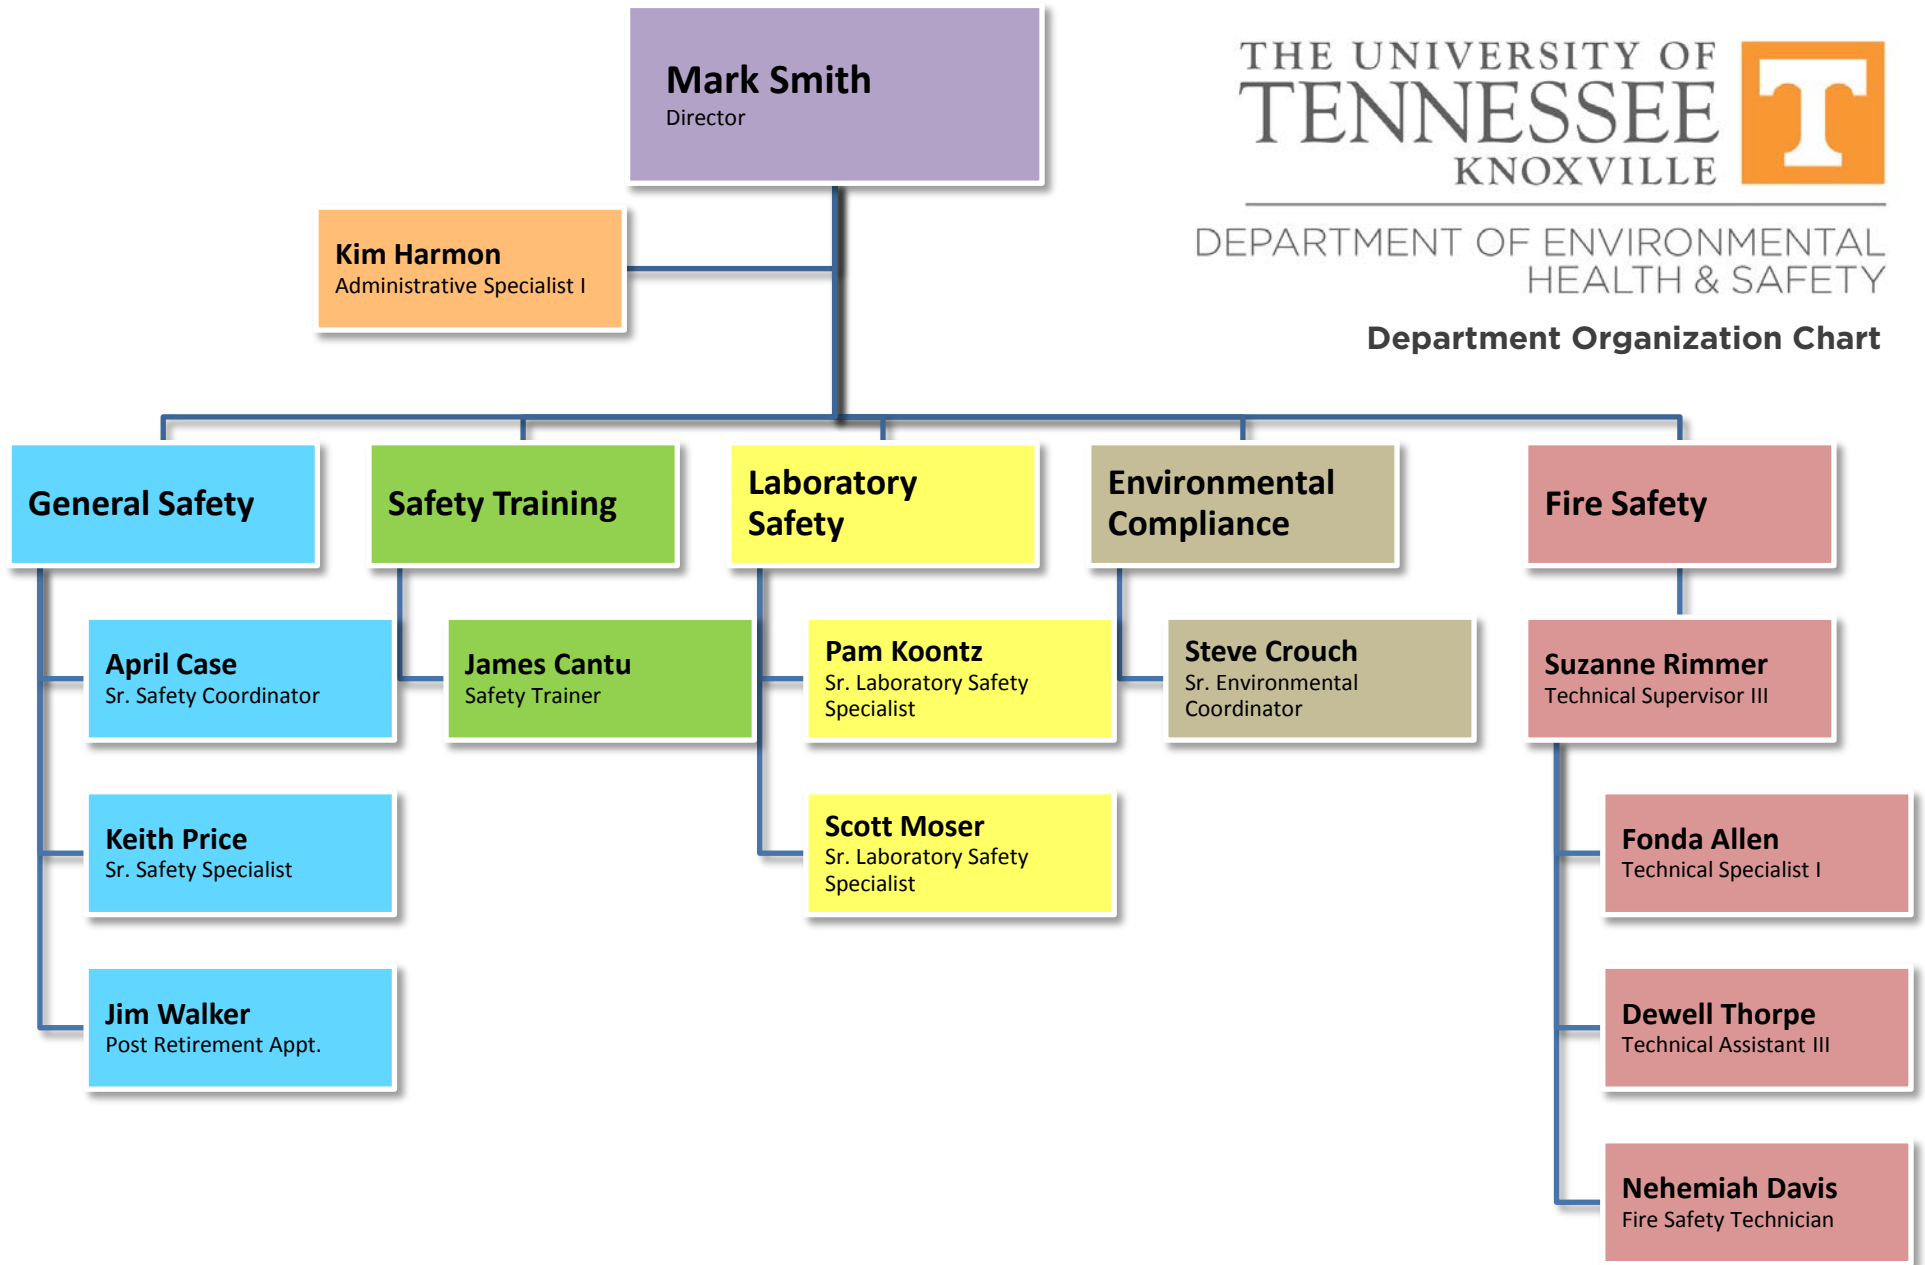 Mark Smith
Director
THE UNIVERSITY OF
TENNESSEE
KNOXVILLE
T
DEPARTMENT OF ENVIRONMENTAL
HEALTH & SAFETY
Department Organization Chart
Kim Harmon
Administrative Specialist I
General Safety
Safety Training
Laboratory
Safety
Environmental
Compliance
Fire Safety
April Case
Sr. Safety Coordinator
James Cantu
Safety Trainer
Pam Koontz
Sr. Laboratory Safety
Specialist
Steve Crouch
Sr. Environmental
Coordinator
Suzanne Rimmer
Technical Supervisor III
Keith Price
Sr. Safety Specialist
Scott Moser
Sr. Laboratory Safety
Specialist
Fonda Allen
Technical Specialist I
Jim Walker
Post Retirement Appt.
Dewell Thorpe
Technical Assistant III
Nehemiah Davis
Fire Safety Technician